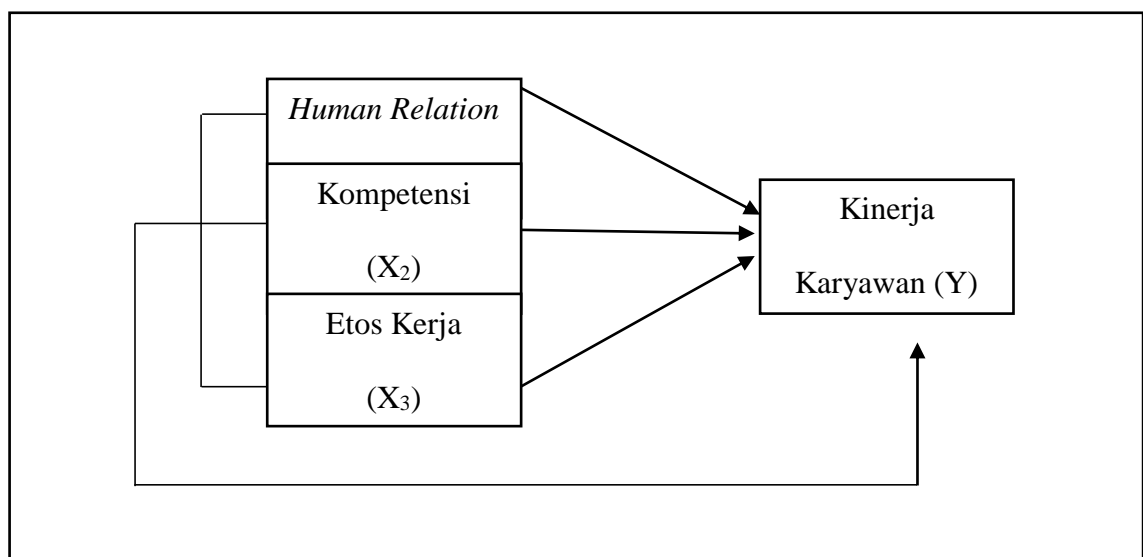 Human Relation
Kompetensi
(X₂)
Etos Kerja
(X₃)
Kinerja
Karyawan (Y)